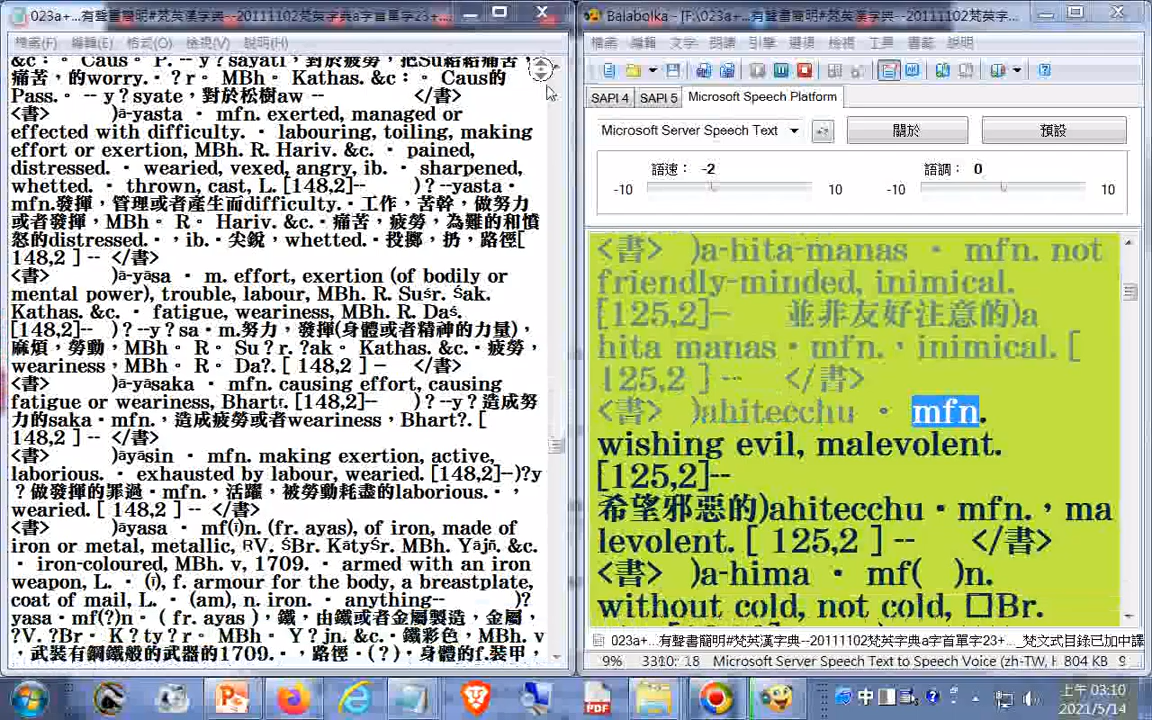 023a+...有聲書簡明#梵英漢字典--20111102梵英字典a字首單字23+...
檔案(F) 編輯(E) 格式(O) 檢視(V) 說明(H)
&c：。 Caus。 P. -- y？sayati，對於疲勞，把Su給結痛苦，
痛苦，的worry.・？r。MBh。Kathas. &c：。 Caus的
Pass.。 -- y？syate，對於松樹aw -- </書>
<書> )ā-yasta ・ mfn. exerted, managed or
effected with difficulty. ・ labouring, toiling, making
effort or exertion, MBh. R. Hariv. &c. ・ pained,
distressed. ・ wearied, vexed, angry, ib. ・ sharpened,
whetted. ・ thrown, cast, L. [148,2]-- )？--yasta・
mfn.發揮，管理或者產生而difficulty.・工作，苦幹，做努力
或者發揮，MBh。R。Hariv. &c.・痛苦，疲勞，為難的和憤
怒的distressed.・，ib.・尖銳，whetted.・投擲，扔，路徑[
148,2 ] -- </書>
<書> )ā-yāsa ・ m. effort, exertion (of bodily or
mental power), trouble, labour, MBh. R. Suśr. Śak.
Kathas. &c. ・ fatigue, weariness, MBh. R. Daś.
[148,2]-- )？--y？sa・m.努力，發揮(身體或者精神的力量)，
麻煩，勞動，MBh。R。Su？r. ?ak。Kathas. &c.・疲勞，
weariness，MBh。R。Da?. [ 148,2 ] -- </書>
<書> )ā-yāsaka ・ mfn. causing effort, causing
fatigue or weariness, Bhartṛ. [148,2]-- )？--y？造成努
力的saka・mfn.，造成疲勞或者weariness，Bhart?. [
148,2 ] -- </書>
<書> )āyāsin ・ mfn. making exertion, active,
laborious. ・ exhausted by labour, wearied. [148,2]--)?y
？做發揮的罪過・mfn.，活躍，被勞動耗盡的laborious.・，
wearied. [ 148,2 ] -- </書>
<書> )āyasa ・ mf(ī)n. (fr. ayas), of iron, made of
iron or metal, metallic, RV. ŚBr. KātyŚr. MBh. Yājñ. &c.
・ iron-coloured, MBh. v, 1709. ・ armed with an iron
weapon, L. ・ (ī), f. armour for the body, a breastplate,
coat of mail, L. ・ (am), n. iron. ・ anything-- )?
yasa・mf(?)n・( fr. ayas )，鐵，由鐵或者金屬製造，金屬，
?V. ?Br。K？ty？r。MBh。Y？jn. &c.・鐵彩色，MBh. v
，武裝有鋼鐵般的武器的1709.・，路徑・(？)，身體的f.裝甲，
Balabolka - [F:\023a+...有聲書簡明#梵英漢字典--20111102梵英字...
檔案 編輯 文字 朗讀 引擎 選項 檢視 工具 書籤 說明
SAPI 4 SAPI 5 Microsoft Speech Platform
Microsoft Server Speech Text 關於 預設
語速： -2 語調： 0
-10 10 -10 10
<書> )a-hita-manas ・ mfn. not
friendly-minded, inimical.
[125,2]-- 並非友好注意的)a
hita manas・mfn.，inimical. [
125,2 ] -- </書>
<書> )ahitecchu ・ mfn.
wishing evil, malevolent.
[125,2]--
希望邪惡的)ahitecchu・mfn.，ma
levolent. [ 125,2 ] -- </書>
<書> )a-hima ・ mf( )n.
without cold, not cold, □Br.
023a+...有聲書簡明#梵英漢字典--20111102梵英字典a字首單字23+... _梵文式目錄已加中譯
9% 3310: 18 Microsoft Server Speech Text to Speech Voice (zh-TW, H 804 KB 9
中
上午 03:10
2021/5/14